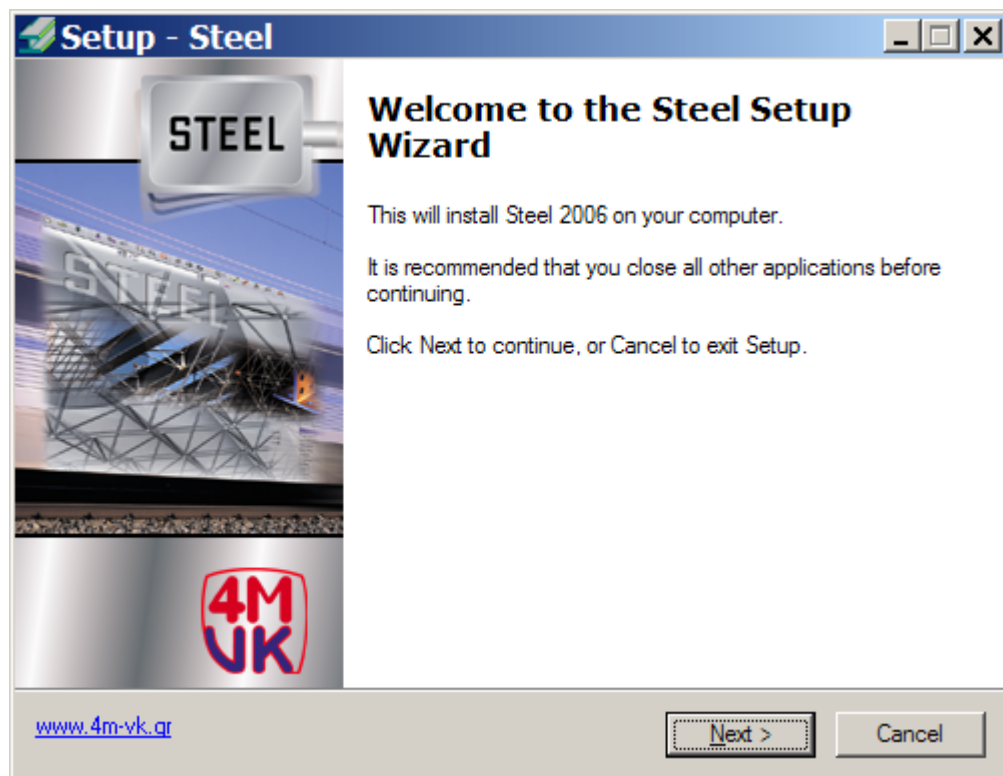 Setup - Steel
STEEL
STEEL
Welcome to the Steel Setup
Wizard
This will install Steel 2006 on your computer.
It is recommended that you close all other applications before
continuing.
Click Next to continue, or Cancel to exit Setup.
4M
VK
www.4m-vk.gr
Next >
Cancel